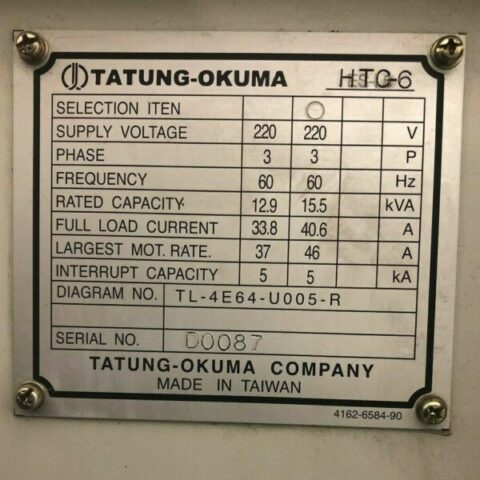 TATUNG-OKUMA HTC-6
SELECTION ITEN
SUPPLY VOLTAGE 220 220 V
PHASE 3 3 P
FREQUENCY 60 60 Hz
RATED CAPACITY 12.9 15.5 kVA
FULL LOAD CURRENT 33.8 40.6 A
LARGEST MOT. RATE. 37 46 A
INTERRUPT CAPACITY 5 5 kA
DIAGRAM NO. TL-4E64-U005-R
SERIAL NO. D0087
TATUNG-OKUMA COMPANY
MADE IN TAIWAN
4162-6584-90